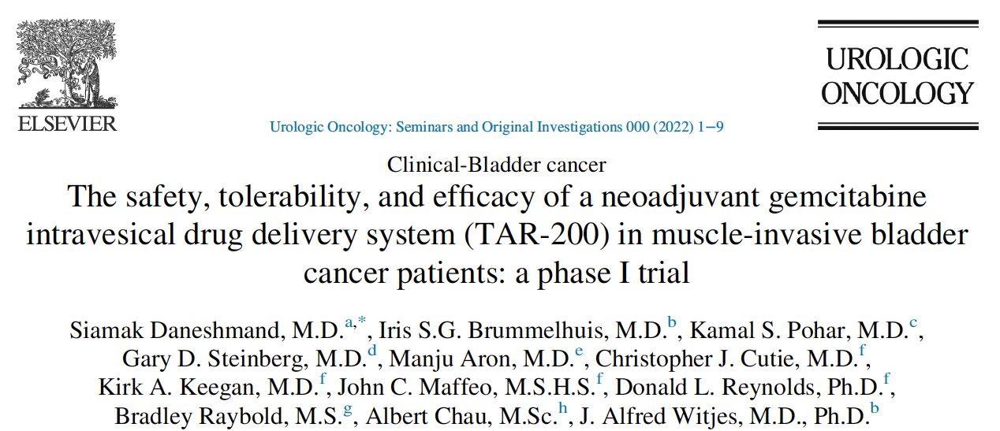 ELSEVIER
UROLOGIC
ONCOLOGY
Urologic Oncology: Seminars and Original Investigations 000 (2022) 1−9
Clinical-Bladder cancer
The safety, tolerability, and efficacy of a neoadjuvant gemcitabine
intravesical drug delivery system (TAR-200) in muscle-invasive bladder
cancer patients: a phase I trial
Siamak Daneshmand, M.D.a,*, Iris S.G. Brummelhuis, M.D.b, Kamal S. Pohar, M.D.c,
Gary D. Steinberg, M.D.d, Manju Aron, M.D.e, Christopher J. Cutie, M.D.f,
Kirk A. Keegan, M.D.f, John C. Maffeo, M.S.H.S.f, Donald L. Reynolds, Ph.D.f,
Bradley Raybold, M.S.g, Albert Chau, M.Sc.h, J. Alfred Witjes, M.D., Ph.D.b